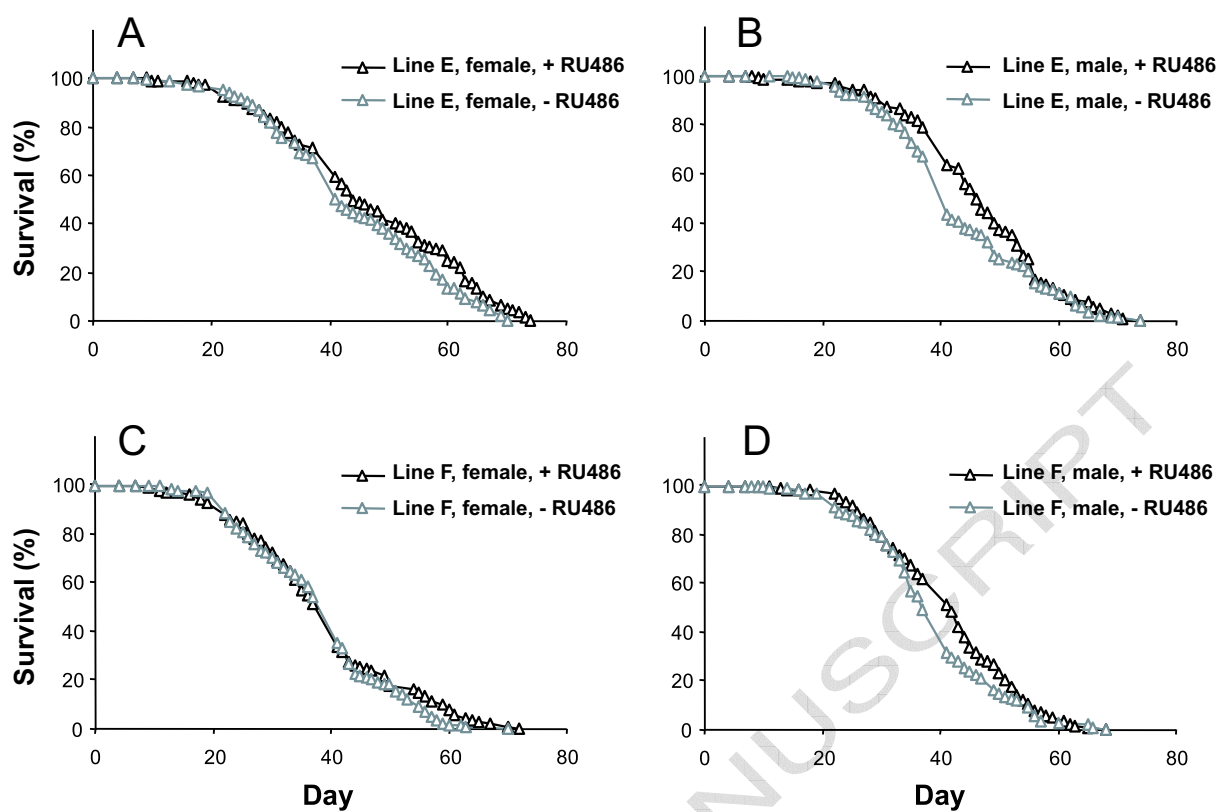 A
Line E, female, + RU486
Line E, female, - RU486
Survival (%)
100
80
60
40
20
0
0 20 40 60 80
B
Line E, male, + RU486
Line E, male, - RU486
100
80
60
40
20
0
0 20 40 60 80
C
Line F, female, + RU486
Line F, female, - RU486
Survival (%)
100
80
60
40
20
0
0 20 40 60 80
Day
D
Line F, male, + RU486
Line F, male, - RU486
100
80
60
40
20
0
0 20 40 60 80
Day
NUSCRIPT